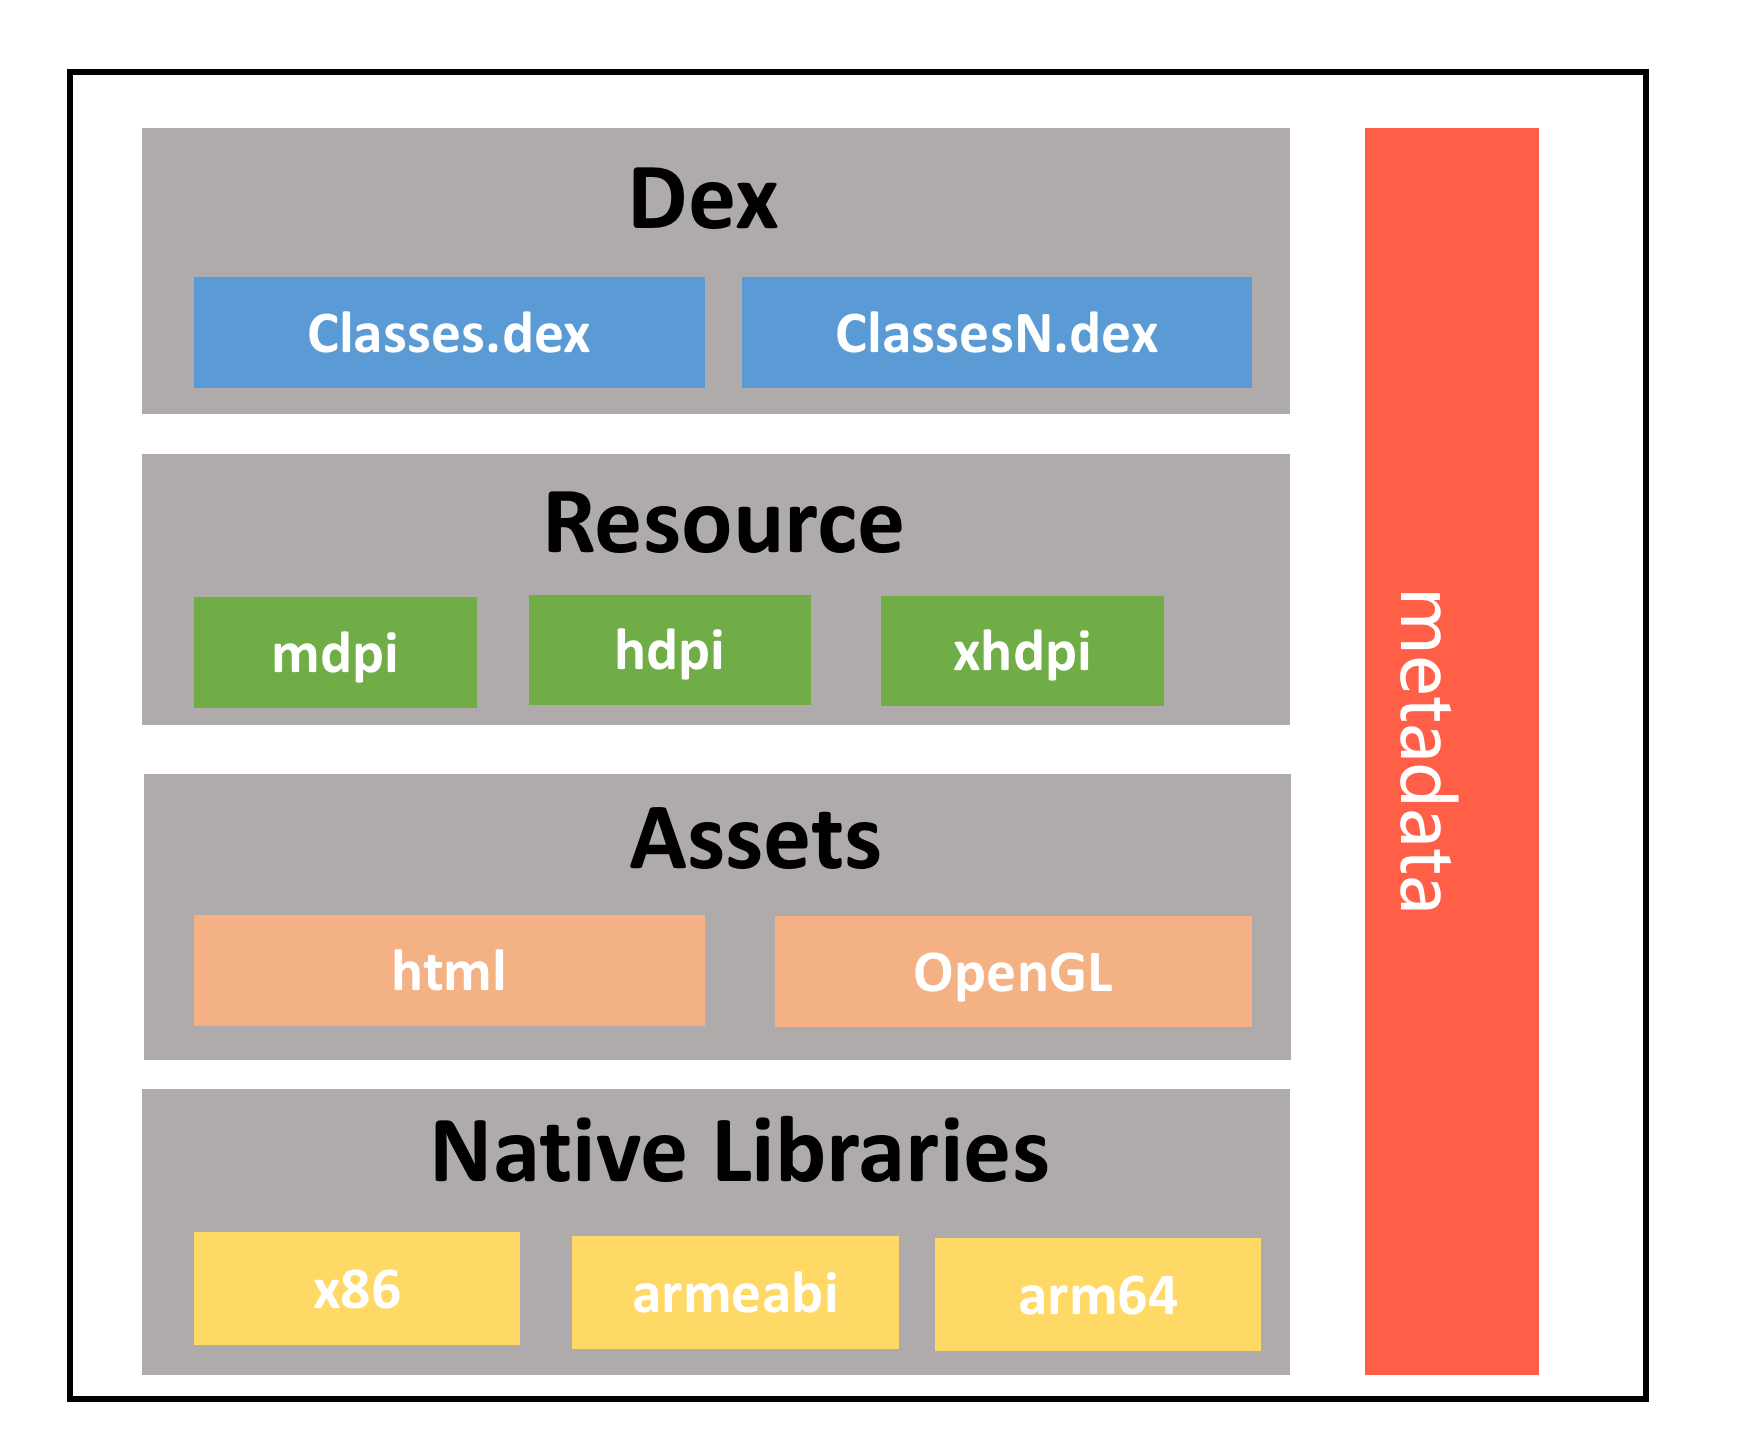 Dex
Classes.dex
ClassesN.dex
Resource
mdpi
hdpi
xhdpi
Assets
html
OpenGL
Native Libraries
x86
armeabi
arm64
metadata